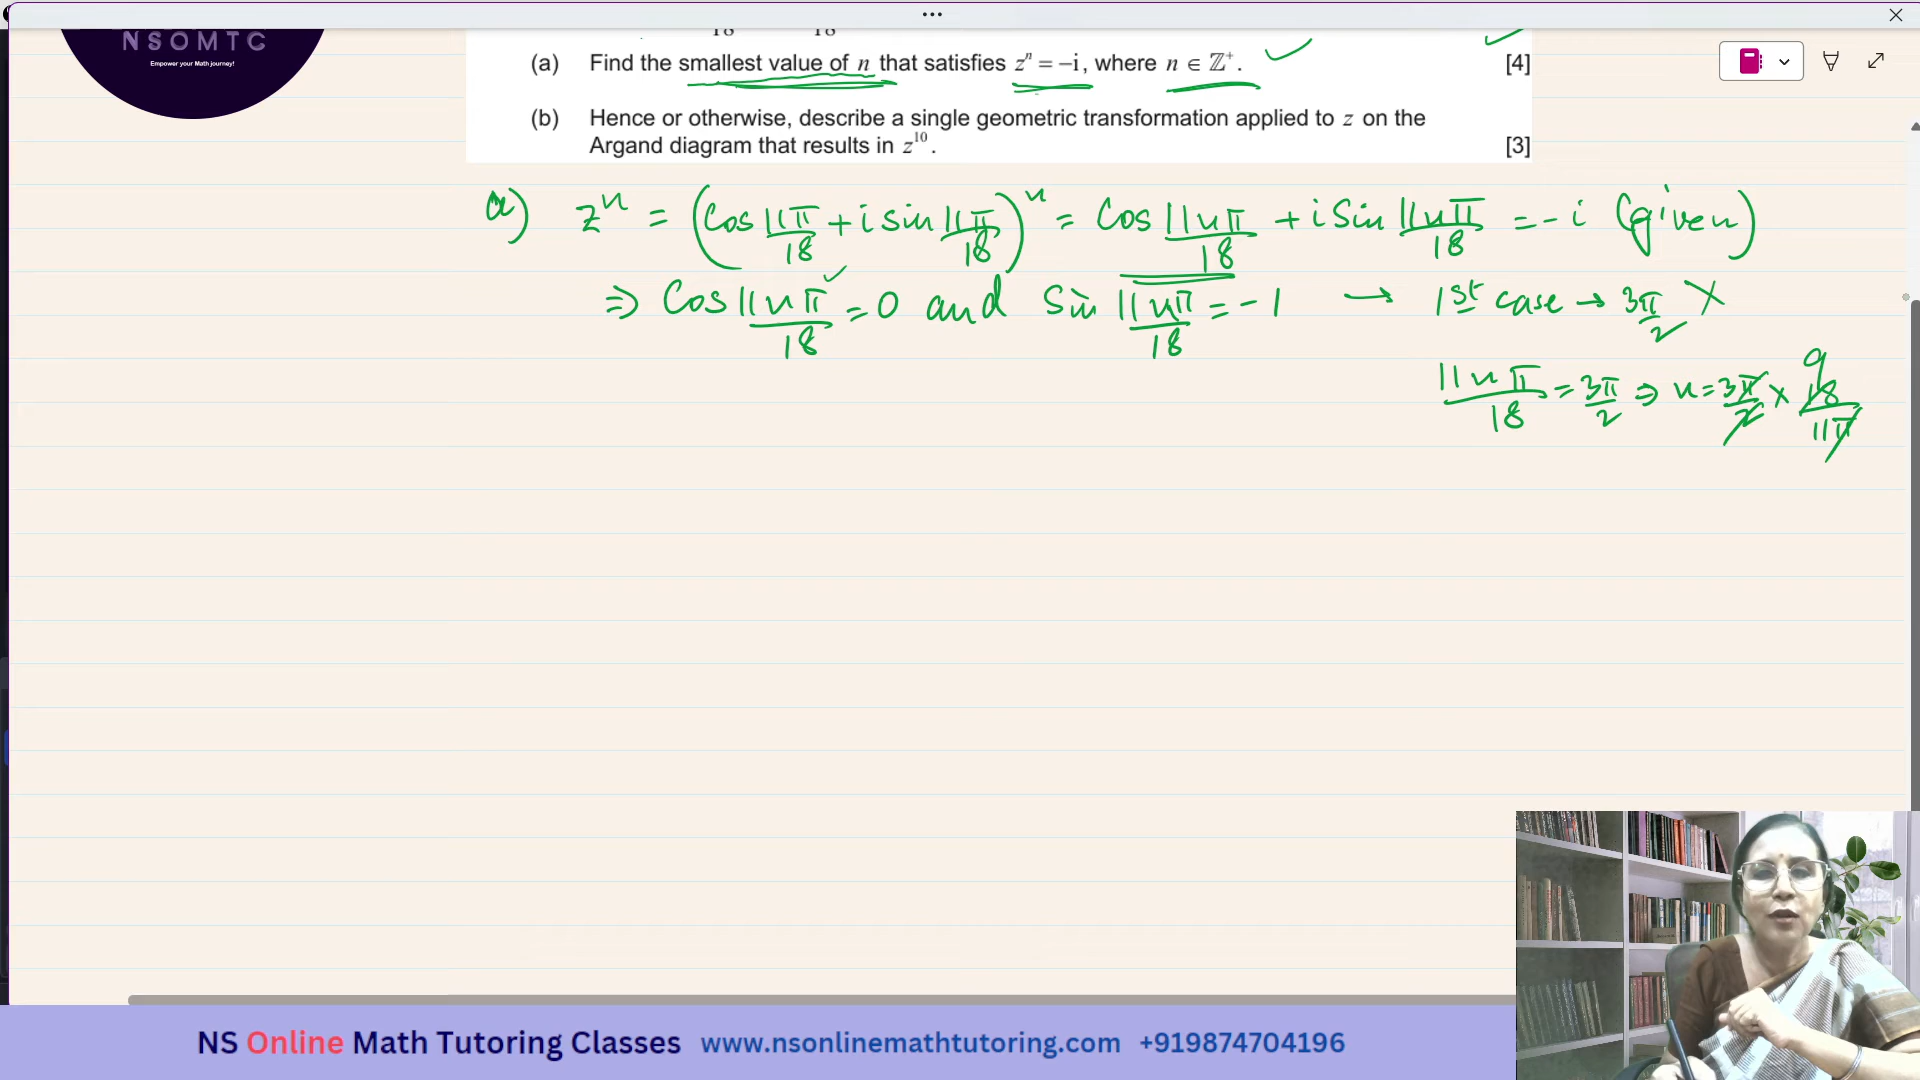 NSOMTC
Empower your Math journey!
(a) Find the smallest value of n that satisfies zⁿ = −i, where n ∈ ℤ⁺. [4]
(b) Hence or otherwise, describe a single geometric transformation applied to z on the
Argand diagram that results in z¹⁰. [3]
a) zⁿ = (cos 11π/18 + i sin 11π/18)ⁿ = cos 11nπ/18 + i sin 11nπ/18 = −i (given)
⇒ cos 11nπ/18 = 0 and sin 11nπ/18 = −1 → 1st case → 3π/2 ×
11nπ/18 = 3π/2 ⇒ n = 3π/2 × 18/11π
9
NS Online Math Tutoring Classes www.nsonlinemathtutoring.com +919874704196